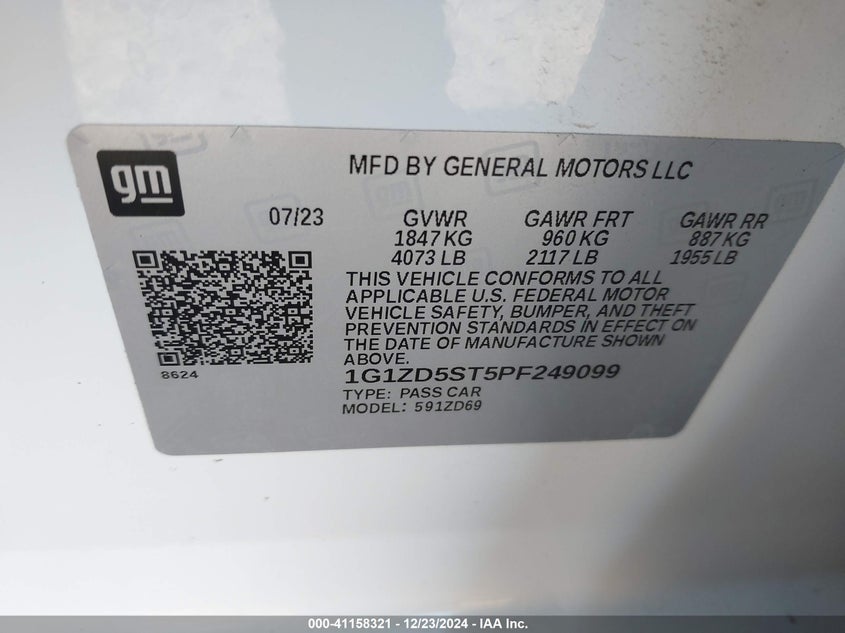 gm
MFD BY GENERAL MOTORS LLC
07/23 GVWR GAWR FRT GAWR RR
1847 KG 960 KG 887 KG
4073 LB 2117 LB 1955 LB
THIS VEHICLE CONFORMS TO ALL
APPLICABLE U.S. FEDERAL MOTOR
VEHICLE SAFETY, BUMPER, AND THEFT
PREVENTION STANDARDS IN EFFECT ON
THE DATE OF MANUFACTURE SHOWN
ABOVE.
8624
1G1ZD5ST5PF249099
TYPE: PASS CAR
MODEL: 591ZD69
000-41158321 - 12/23/2024 - IAAI Inc.